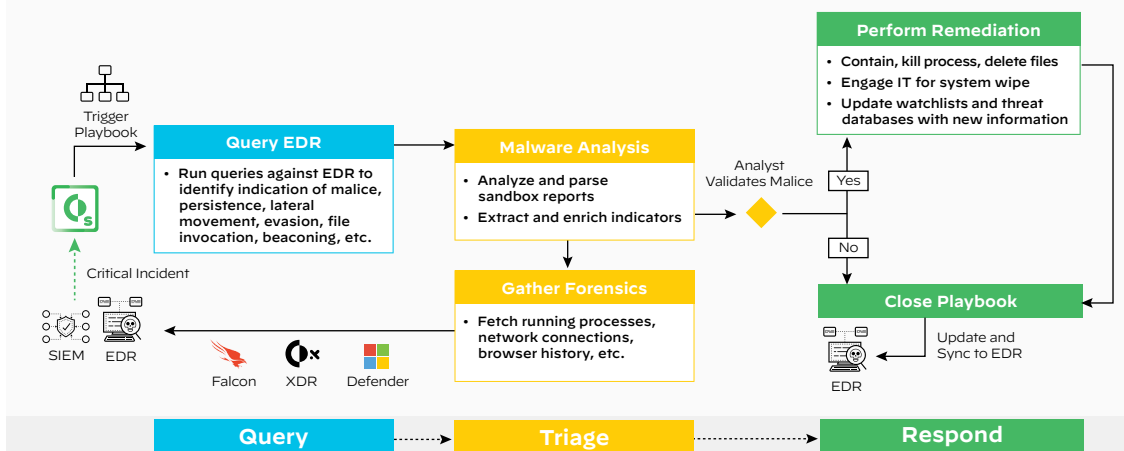 Trigger
Playbook
S
Critical Incident
SIEM
EDR
Query EDR
• Run queries against EDR to
identify indication of malice,
persistence, lateral
movement, evasion, file
invocation, beaconing, etc.
Malware Analysis
• Analyze and parse
sandbox reports
• Extract and enrich indicators
Gather Forensics
• Fetch running processes,
network connections,
browser history, etc.
Falcon
XDR
Defender
Analyst
Validates Malice
Yes
No
Perform Remediation
• Contain, kill process, delete files
• Engage IT for system wipe
• Update watchlists and threat
databases with new information
Close Playbook
Update and
Sync to EDR
EDR
Query
Triage
Respond